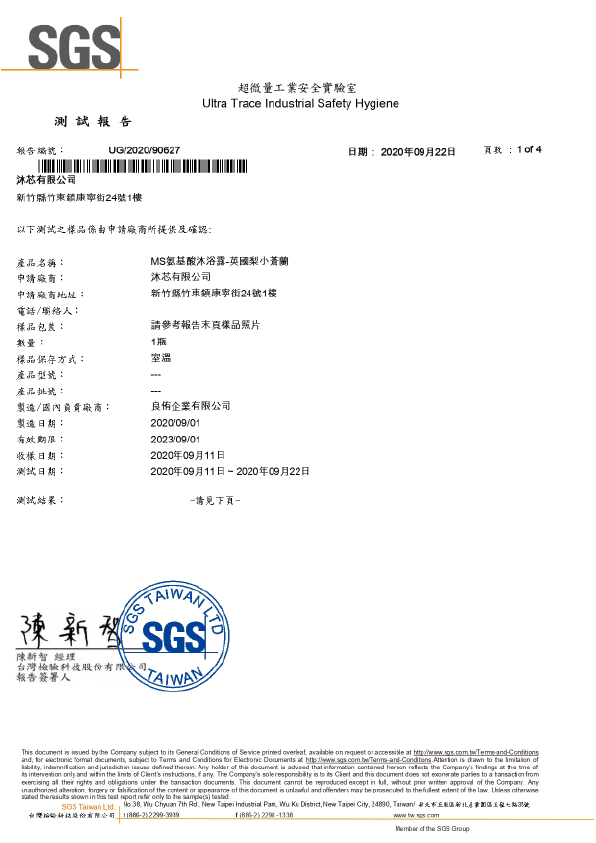 SGS
超微量工業安全實驗室
Ultra Trace Industrial Safety Hygiene
測 試 報 告
報告編號： UG/2020/90627 日期： 2020年09月22日 頁數 : 1 of 4
沐芯有限公司
新竹縣竹東鎮康寧街24號1樓
以下測試之樣品係由申請廠商所提供及確認:
產品名稱： MS氨基酸沐浴露-英國梨小蒼蘭
申請廠商： 沐芯有限公司
申請廠商地址： 新竹縣竹東鎮康寧街24號1樓
電話/聯絡人：
樣品包裝： 請參考報告末頁樣品照片
數量： 1瓶
樣品保存方式： 室溫
產品型號： ---
產品批號： ---
製造/國內負責廠商： 良侑企業有限公司
製造日期： 2020/09/01
有效期限： 2023/09/01
收樣日期： 2020年09月11日
測試日期： 2020年09月11日 ~ 2020年09月22日
測試結果： -請見下頁-
陳新智
SGS TAIWAN LTD
SGS
TAIWAN
陳新智 經理
台灣檢驗科技股份有限公司
報告簽署人
This document is issued by the Company subject to its General Conditions of Service printed overleaf, available on request or accessible at http://www.sgs.com.tw/Terms-and-Conditions
and, for electronic format documents, subject to Terms and Conditions for Electronic Documents at http://www.sgs.com.tw/Terms-and-Conditions. Attention is drawn to the limitation of
liability, indemnification and jurisdiction issues defined therein. Any holder of this document is advised that information contained hereon reflects the Company's findings at the time of
its intervention only and within the limits of Client's instructions, if any. The Company's sole responsibility is to its Client and this document does not exonerate parties to a transaction from
exercising all their rights and obligations under the transaction documents. This document cannot be reproduced except in full, without prior written approval of the Company. Any
unauthorized alteration, forgery or falsification of the content or appearance of this document is unlawful and offenders may be prosecuted to the fullest extent of the law. Unless otherwise
stated the results shown in this test report refer only to the sample(s) tested.
SGS Taiwan Ltd. No.38, Wu Chyuan 7th Rd., New Taipei Industrial Park, Wu Ku District, New Taipei City, 24890, Taiwan / 新北市五股區新北產業園區五權七路38號
台灣檢驗科技股份有限公司 t (886-2) 2299-3939 f (886-2) 2298-1338 www.tw.sgs.com
Member of the SGS Group